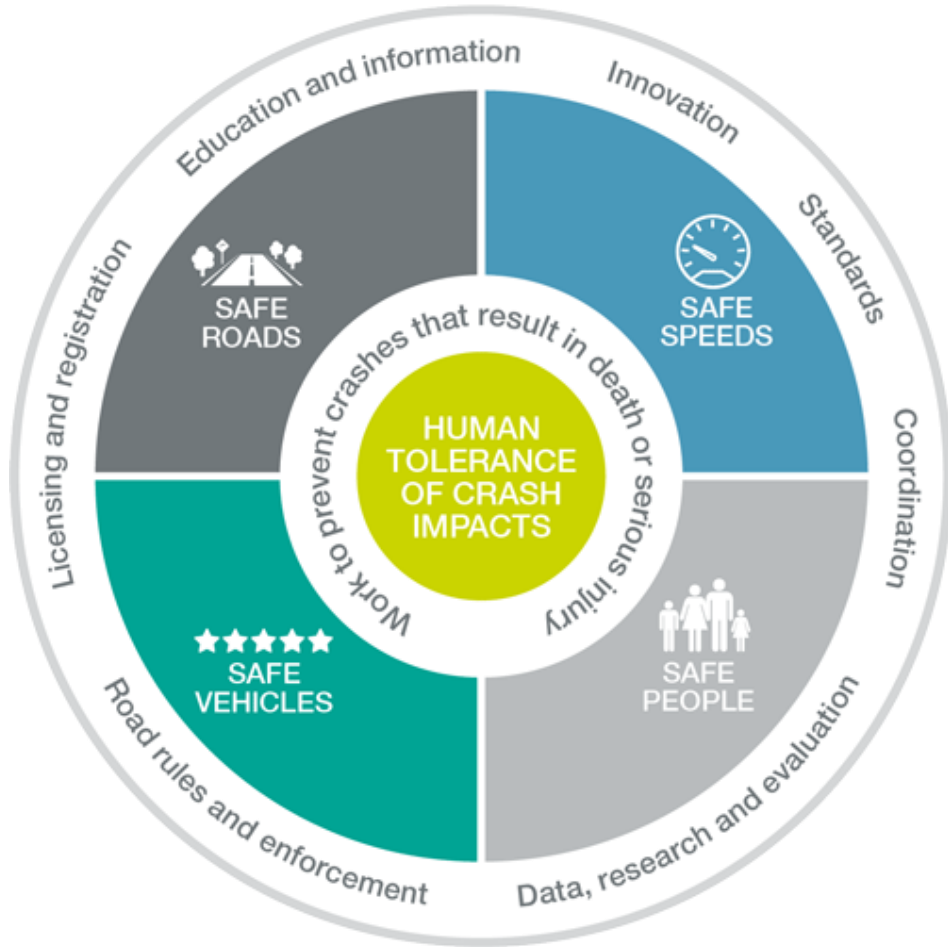 Education and information
Innovation
Standards
Coordination
Data, research and evaluation
Road rules and enforcement
Licensing and registration
SAFE
ROADS
SAFE
SPEEDS
SAFE
PEOPLE
SAFE
VEHICLES
Work to prevent crashes that result in death or serious injury
HUMAN
TOLERANCE
OF CRASH
IMPACTS